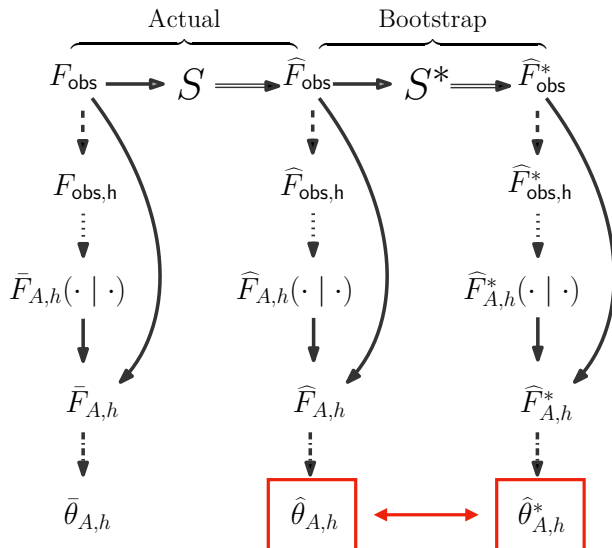 Actual Bootstrap
F_obs S F̂_obs S* F̂*_obs
F_obs,h F̂_obs,h F̂*_obs,h
F̄_A,h(· | ·) F̂_A,h(· | ·) F̂*_A,h(· | ·)
F̄_A,h F̂_A,h F̂*_A,h
θ̄_A,h θ̂_A,h θ̂*_A,h